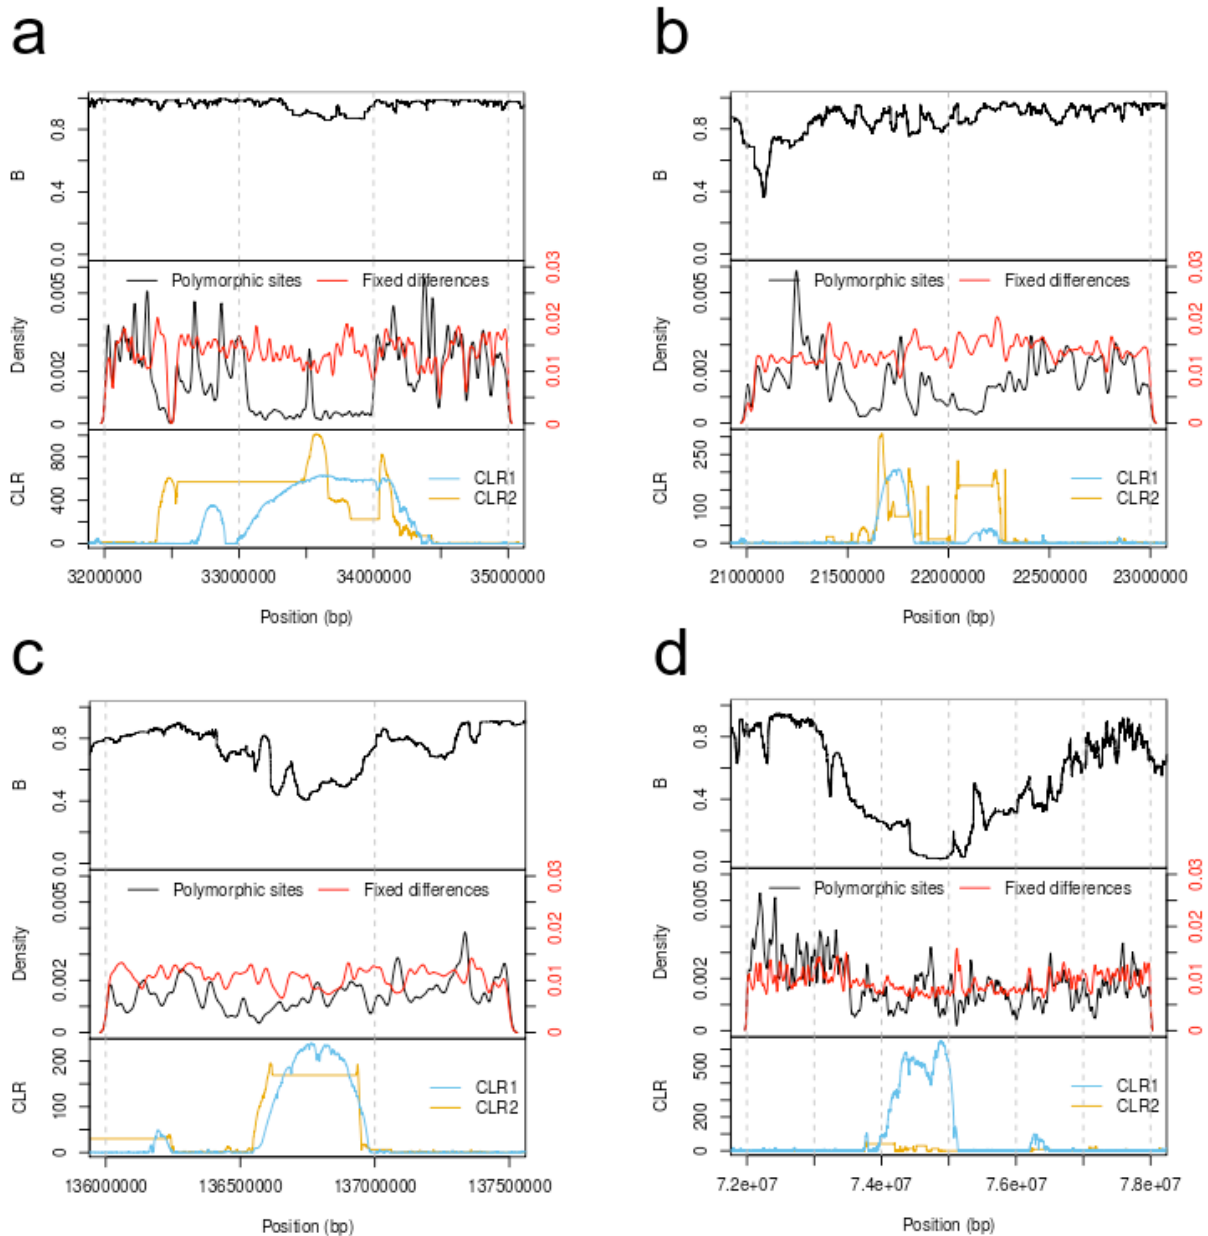 a
B
0.0 0.4 0.8
Polymorphic sites Fixed differences
Density
0 0.002 0.005
0 0.01 0.02 0.03
CLR
0 400 800
CLR1
CLR2
32000000 33000000 34000000 35000000
Position (bp)
b
B
0.0 0.4 0.8
Polymorphic sites Fixed differences
Density
0 0.002 0.005
0 0.01 0.02 0.03
CLR
0 100 250
CLR1
CLR2
21000000 21500000 22000000 22500000 23000000
Position (bp)
c
B
0.0 0.4 0.8
Polymorphic sites Fixed differences
Density
0 0.002 0.005
0 0.01 0.02 0.03
CLR
0 100 200
CLR1
CLR2
136000000 136500000 137000000 137500000
Position (bp)
d
B
0.0 0.4 0.8
Polymorphic sites Fixed differences
Density
0 0.002 0.005
0 0.01 0.02 0.03
CLR
0 200 500
CLR1
CLR2
7.2e+07 7.4e+07 7.6e+07 7.8e+07
Position (bp)